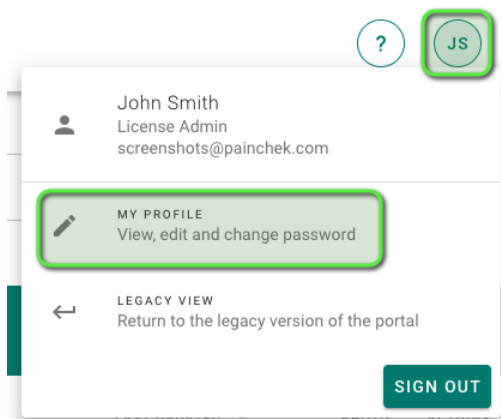 ?
JS
John Smith
License Admin
screenshots@painchek.com
MY PROFILE
View, edit and change password
LEGACY VIEW
Return to the legacy version of the portal
SIGN OUT